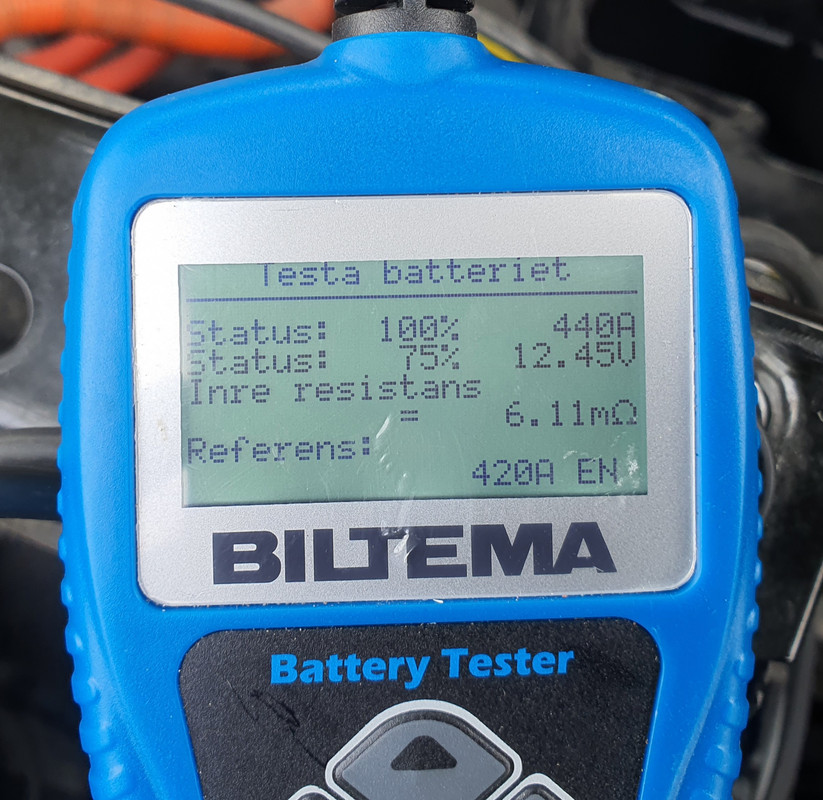 Testa batteriet
Status: 100% 440A
Status: 75% 12.45V
Inre resistans
= 6.11mΩ
Referens:
420A EN
BILTEMA
Battery Tester